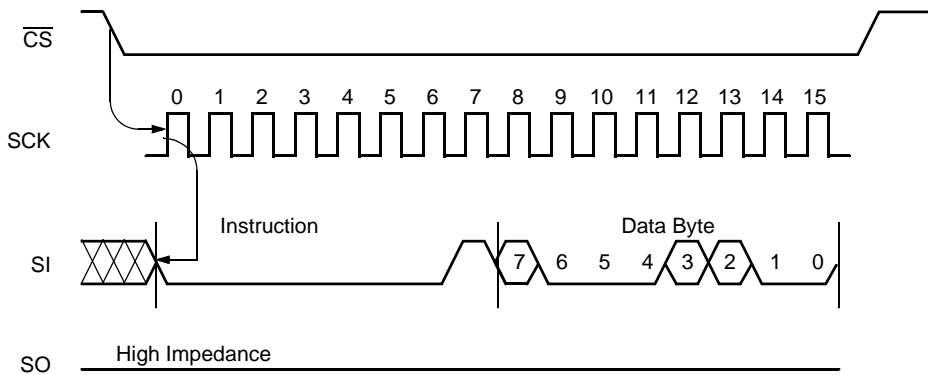 CS
0 1 2 3 4 5 6 7 8 9 10 11 12 13 14 15
SCK
Instruction Data Byte
SI 7 6 5 4 3 2 1 0
High Impedance
SO